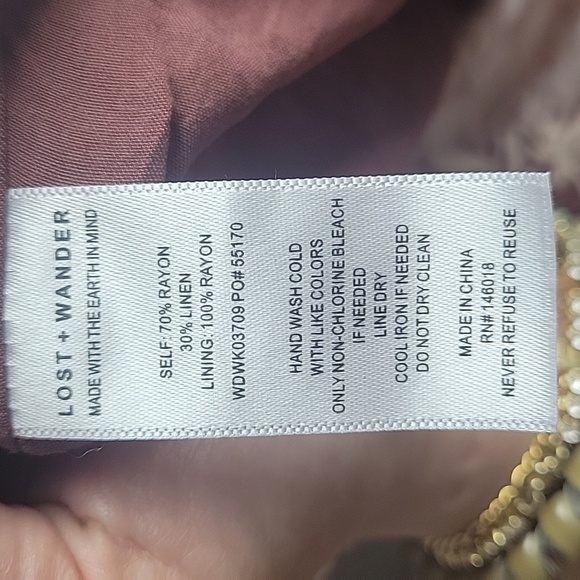 LOST + WANDER
MADE WITH THE EARTH IN MIND
SELF: 70% RAYON
30% LINEN
LINING: 100% RAYON
WDWK03709 PO# 55170
HAND WASH COLD
WITH LIKE COLORS
ONLY NON-CHLORINE BLEACH
IF NEEDED
LINE DRY
COOL IRON IF NEEDED
DO NOT DRY CLEAN
MADE IN CHINA
RN# 146018
NEVER REFUSE TO REUSE